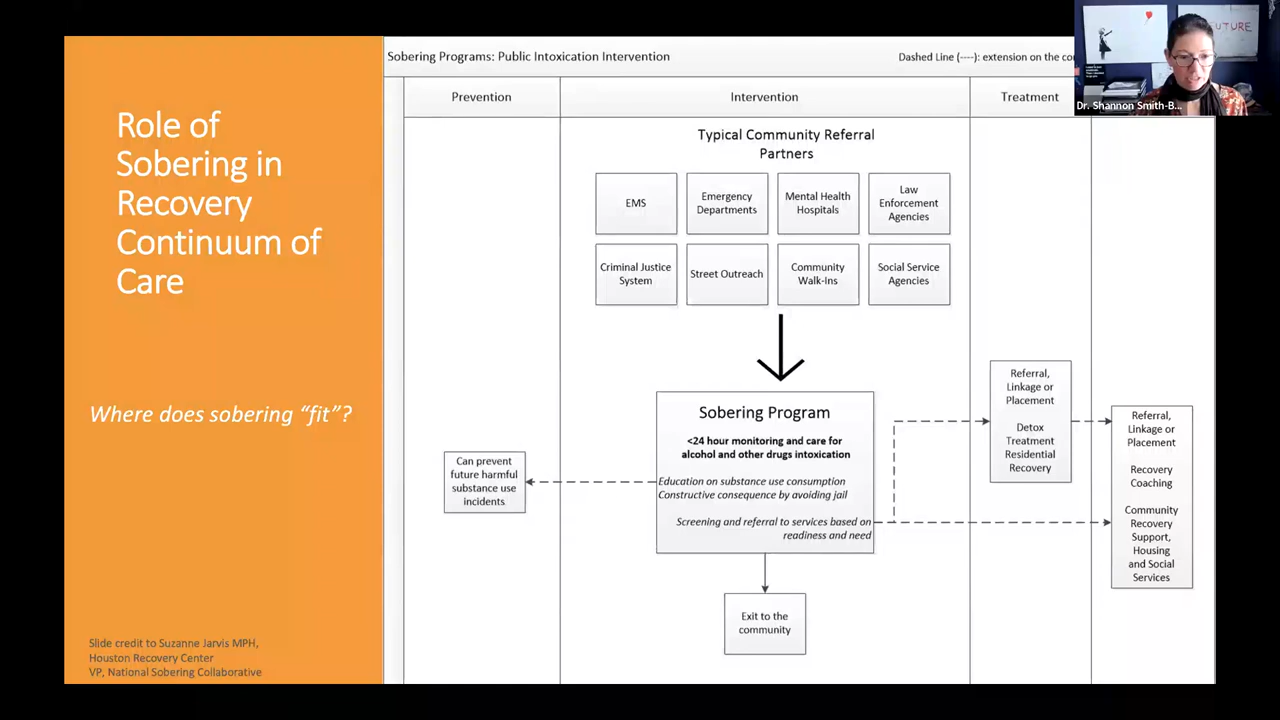 Role of
Sobering in
Recovery
Continuum of
Care
Where does sobering “fit”?
Slide credit to Suzanne Jarvis MPH,
Houston Recovery Center
VP, National Sobering Collaborative
Sobering Programs: Public Intoxication Intervention
Dashed Line (----): extension on the
Prevention
Intervention
Treatment
Typical Community Referral
Partners
EMS
Emergency
Departments
Mental Health
Hospitals
Law
Enforcement
Agencies
Criminal Justice
System
Street Outreach
Community
Walk-Ins
Social Service
Agencies
Sobering Program
<24 hour monitoring and care for
alcohol and other drugs intoxication
Education on substance use consumption
Constructive consequence by avoiding jail
Screening and referral to services based on
readiness and need
Can prevent
future harmful
substance use
incidents
Exit to the
community
Referral,
Linkage or
Placement
Detox
Treatment
Residential
Recovery
Referral,
Linkage or
Placement
Recovery
Coaching
Community
Recovery
Support,
Housing
and Social
Services
FUTURE
Dr. Shannon Smith-B...